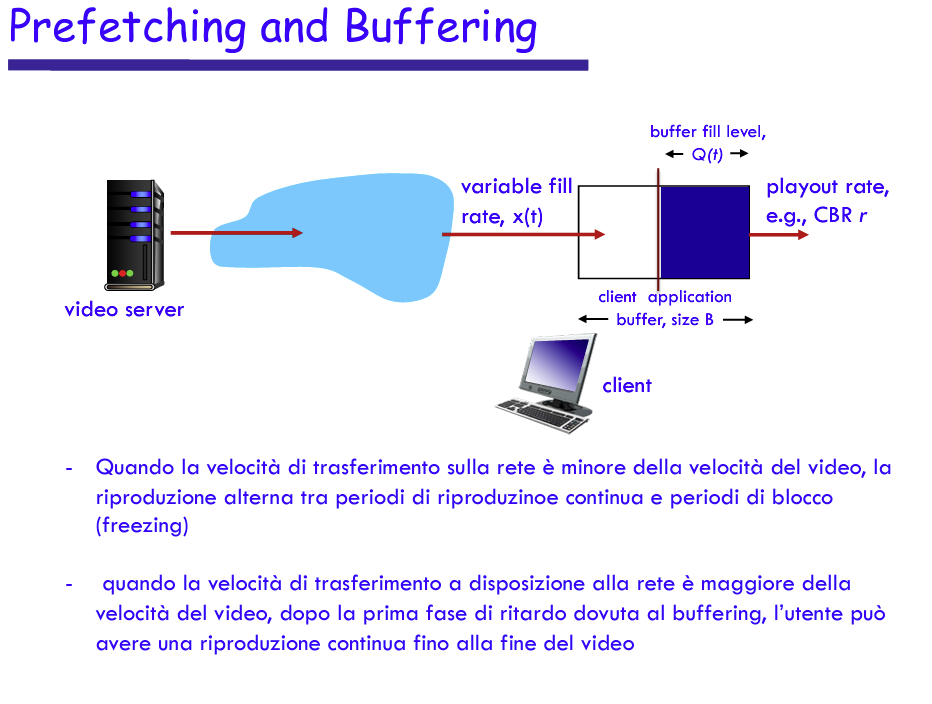 Prefetching and Buffering
buffer fill level,
Q(t)
variable fill
rate, x(t)
playout rate,
e.g., CBR r
client application
buffer, size B
video server
client
- Quando la velocità di trasferimento sulla rete è minore della velocità del video, la
riproduzione alterna tra periodi di riproduzinoe continua e periodi di blocco
(freezing)
- quando la velocità di trasferimento a disposizione alla rete è maggiore della
velocità del video, dopo la prima fase di ritardo dovuta al buffering, l’utente può
avere una riproduzione continua fino alla fine del video